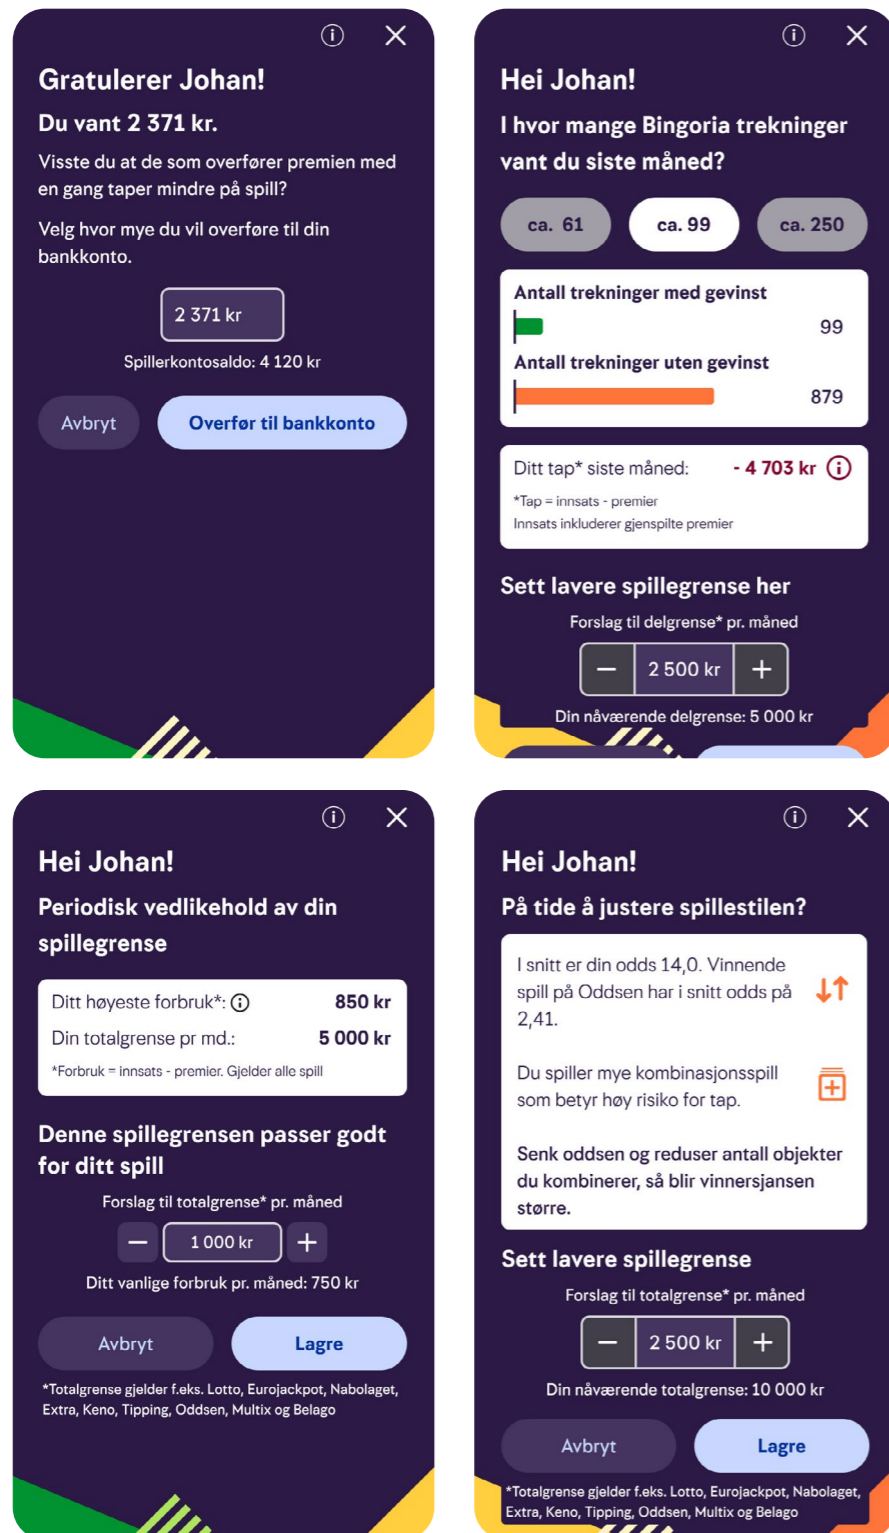 Gratulerer Johan!
Du vant 2 371 kr.
Visste du at de som overfører premien med
en gang taper mindre på spill?
Velg hvor mye du vil overføre til din
bankkonto.
2 371 kr
Spillerkontosaldo: 4 120 kr
Avbryt
Overfør til bankkonto
Hei Johan!
I hvor mange Bingoria trekninger
vant du siste måned?
ca. 61
ca. 99
ca. 250
Antall trekninger med gevinst
99
Antall trekninger uten gevinst
879
Ditt tap* siste måned: - 4 703 kr
*Tap = innsats - premier
Innsats inkluderer gjenspilte premier
Sett lavere spillegrense her
Forslag til delgrense* pr. måned
− 2 500 kr +
Din nåværende delgrense: 5 000 kr
Hei Johan!
Periodisk vedlikehold av din
spillegrense
Ditt høyeste forbruk*: 850 kr
Din totalgrense pr md.: 5 000 kr
*Forbruk = innsats - premier. Gjelder alle spill
Denne spillegrensen passer godt
for ditt spill
Forslag til totalgrense* pr. måned
− 1 000 kr +
Ditt vanlige forbruk pr. måned: 750 kr
Avbryt
Lagre
*Totalgrense gjelder f.eks. Lotto, Eurojackpot, Nabolaget,
Extra, Keno, Tipping, Oddsen, Multix og Belago
Hei Johan!
På tide å justere spillestilen?
I snitt er din odds 14,0. Vinnende
spill på Oddsen har i snitt odds på
2,41.
Du spiller mye kombinasjonsspill
som betyr høy risiko for tap.
Senk oddsen og reduser antall objekter
du kombinerer, så blir vinnersjansen
større.
Sett lavere spillegrense
Forslag til totalgrense* pr. måned
− 2 500 kr +
Din nåværende totalgrense: 10 000 kr
Avbryt
Lagre
*Totalgrense gjelder f.eks. Lotto, Eurojackpot, Nabolaget,
Extra, Keno, Tipping, Oddsen, Multix og Belago